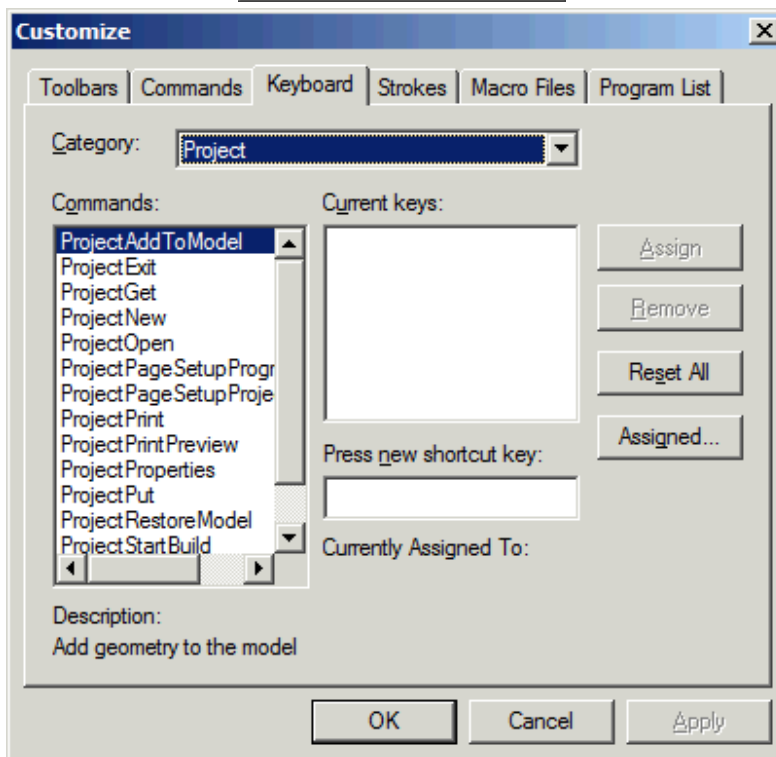 Customize
Toolbars Commands Keyboard Strokes Macro Files Program List
Category: Project
Commands: Current keys:
ProjectAddToModel
ProjectExit
ProjectGet
ProjectNew
ProjectOpen
ProjectPageSetupProgr
ProjectPageSetupProje
ProjectPrint
ProjectPrintPreview
ProjectProperties
ProjectPut
ProjectRestoreModel
ProjectStartBuild
Assign
Remove
Reset All
Assigned...
Press new shortcut key:
Currently Assigned To:
Description:
Add geometry to the model
OK Cancel Apply